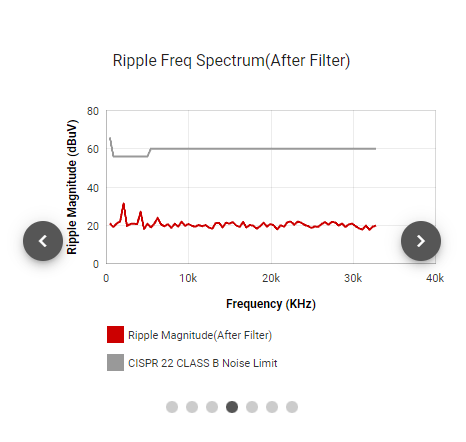 Ripple Freq Spectrum(After Filter)
80
60
40
20
0
Ripple Magnitude (dBuV)
0
10k
20k
30k
40k
Frequency (KHz)
Ripple Magnitude(After Filter)
CISPR 22 CLASS B Noise Limit